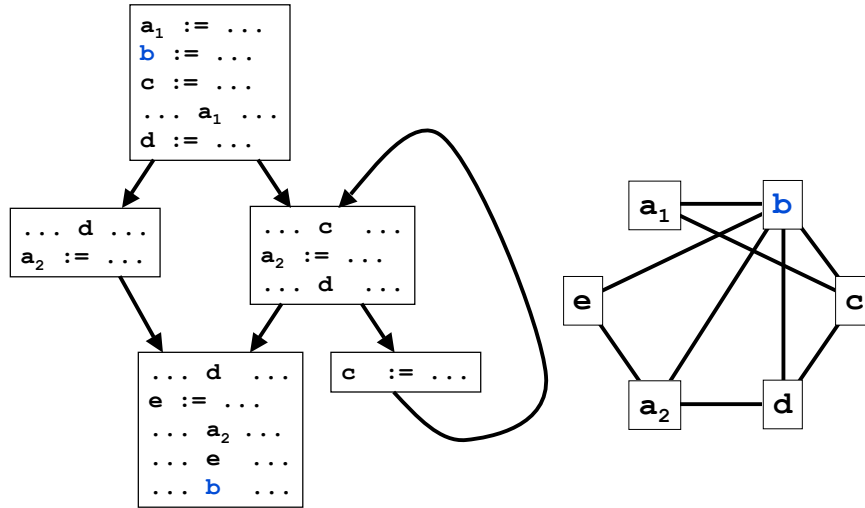 a₁ := ...
b := ...
c := ...
... a₁ ...
d := ...
... d ...
a₂ := ...
... c ...
a₂ := ...
... d ...
... d ...
e := ...
... a₂ ...
... e ...
... b ...
c := ...
a₁
b
e
c
a₂
d